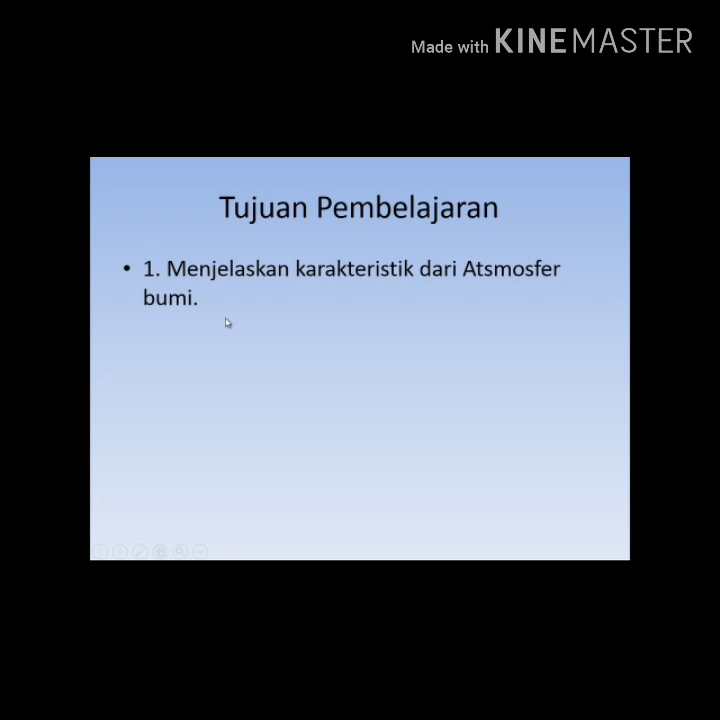 Made with KINEMASTER
Tujuan Pembelajaran
• 1. Menjelaskan karakteristik dari Atsmosfer
bumi.